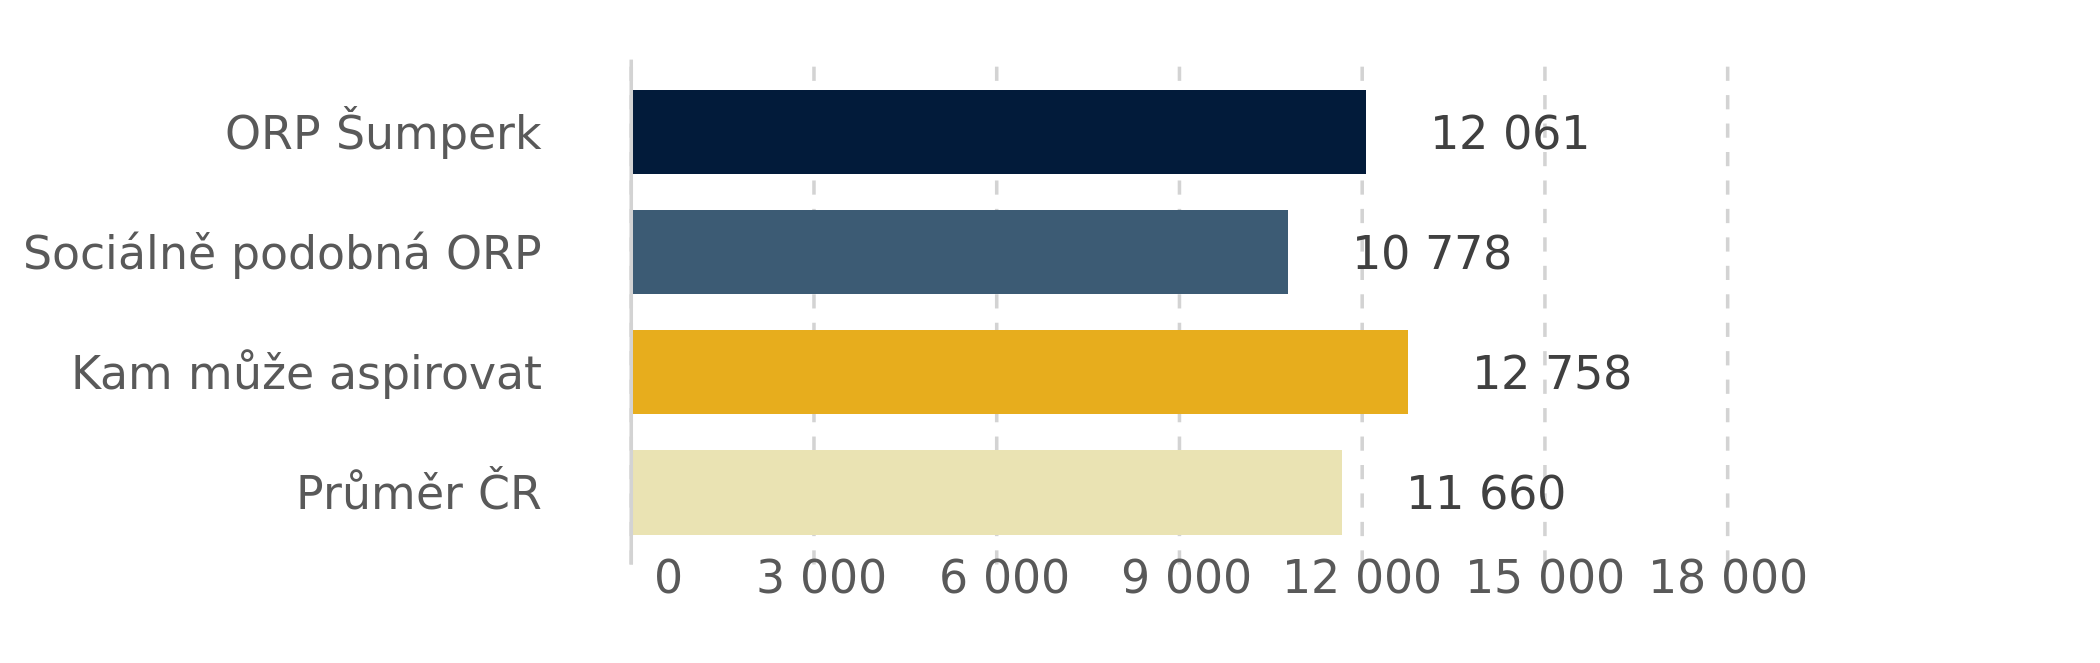 ORP Šumperk 12 061
Sociálně podobná ORP 10 778
Kam může aspirovat 12 758
Průměr ČR 11 660
0 3 000 6 000 9 000 12 000 15 000 18 000